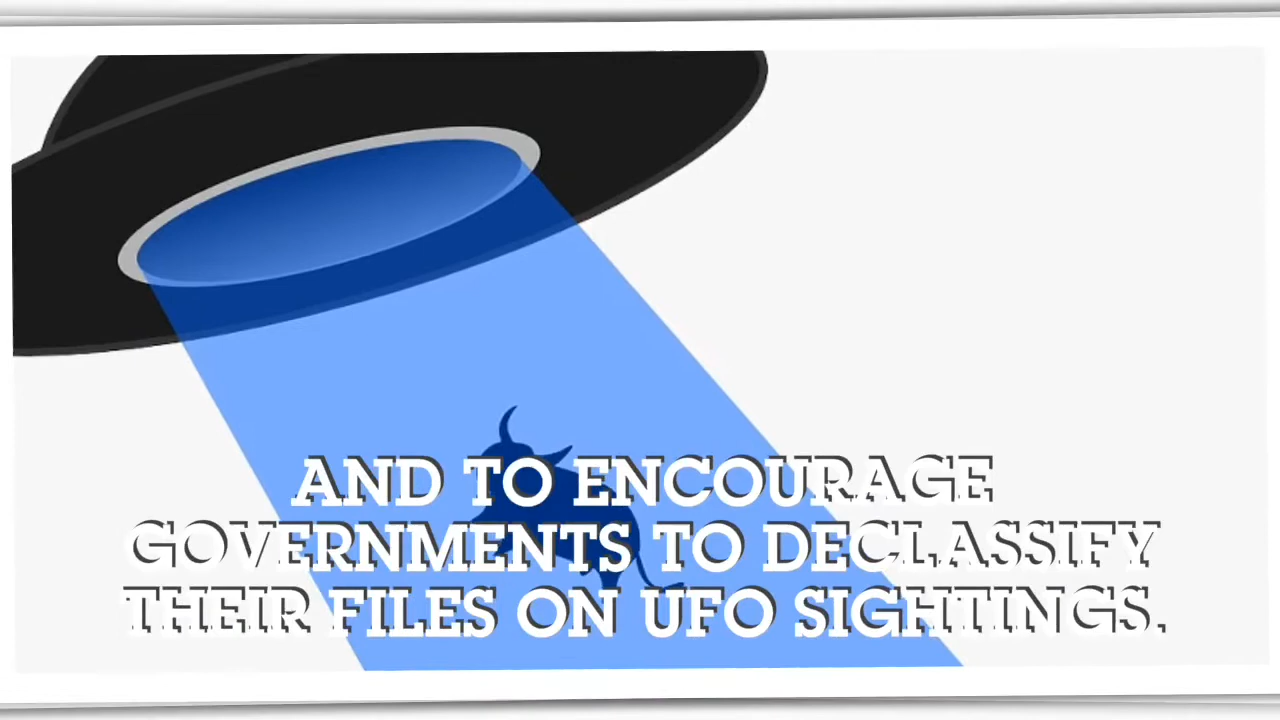 AND TO ENCOURAGE
GOVERNMENTS TO DECLASSIFY
THEIR FILES ON UFO SIGHTINGS.